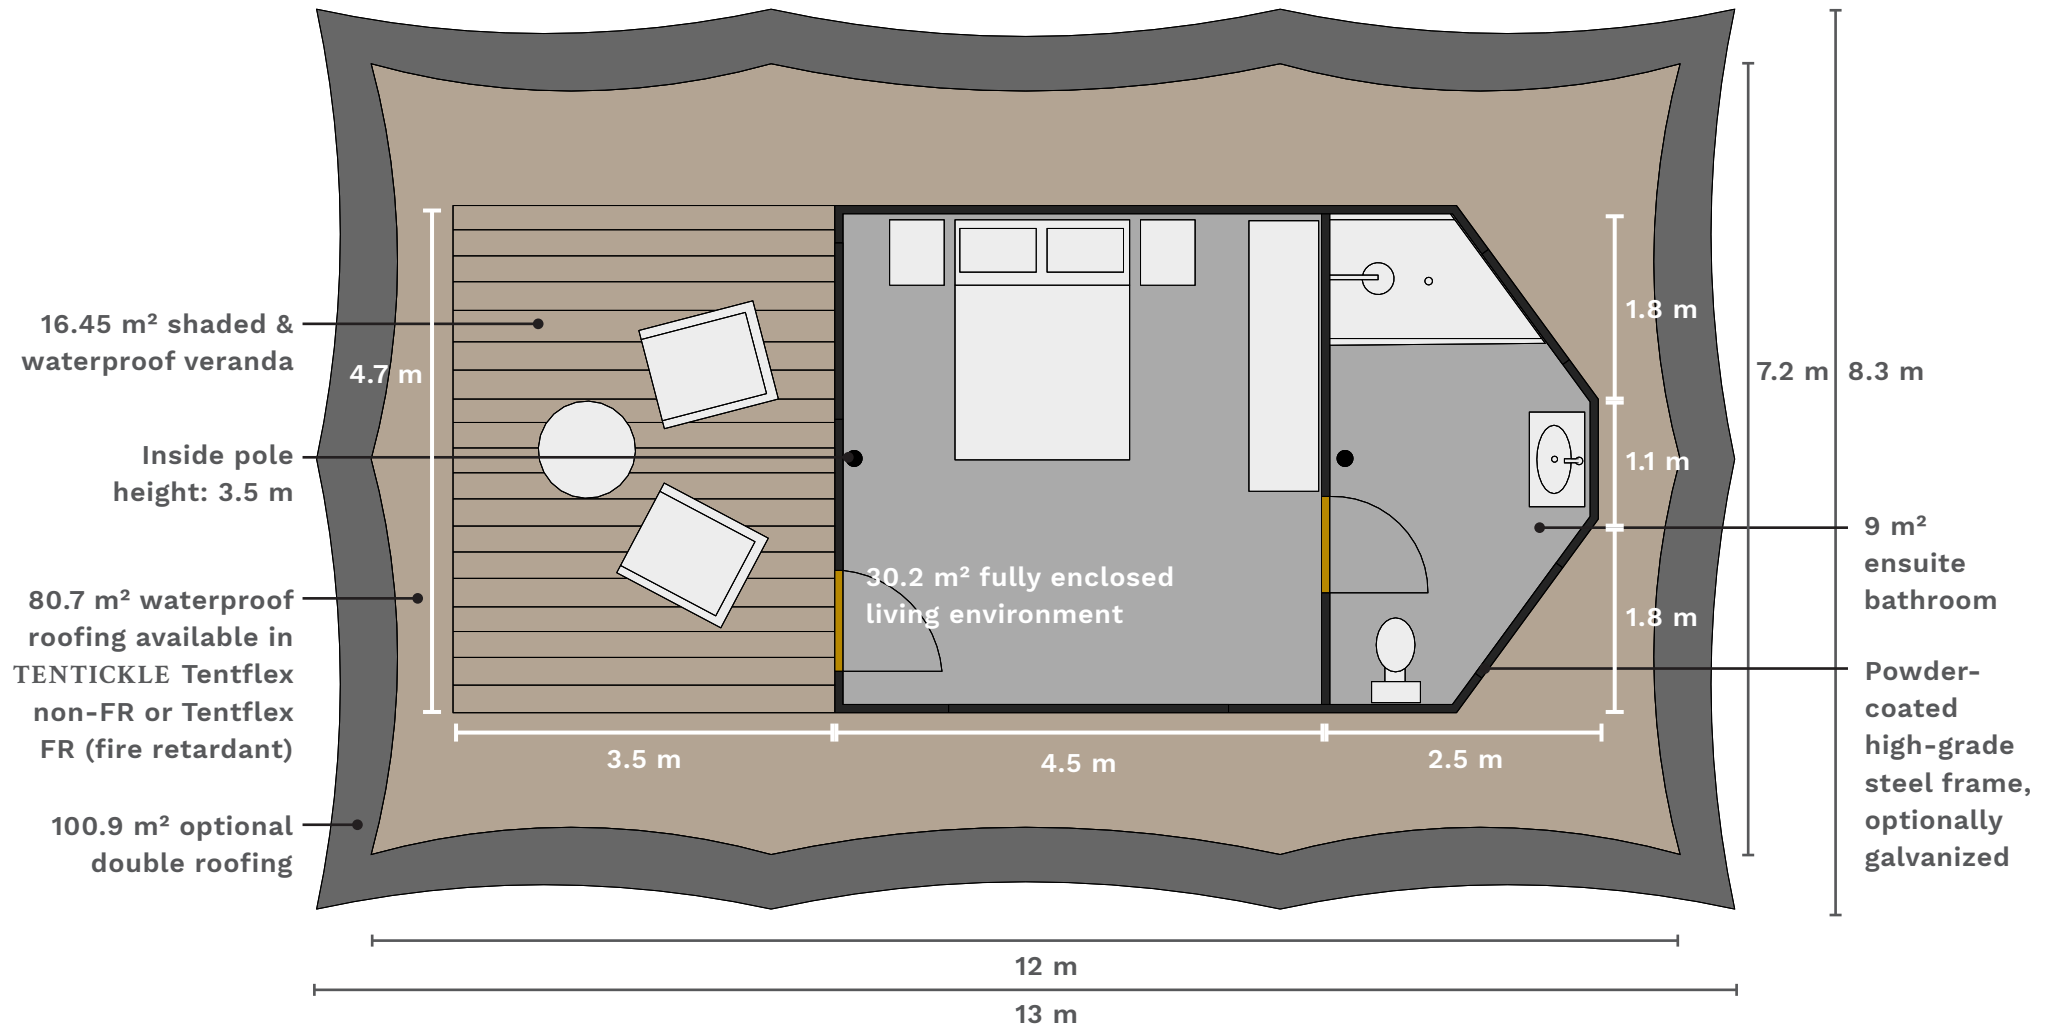 16.45 m² shaded &
waterproof veranda
4.7 m
Inside pole
height: 3.5 m
80.7 m² waterproof
roofing available in
TENTICKLE Tentflex
non-FR or Tentflex
FR (fire retardant)
100.9 m² optional
double roofing
30.2 m² fully enclosed
living environment
3.5 m
4.5 m
2.5 m
1.8 m
1.1 m
1.8 m
7.2 m
8.3 m
9 m²
ensuite
bathroom
Powder-
coated
high-grade
steel frame,
optionally
galvanized
12 m
13 m